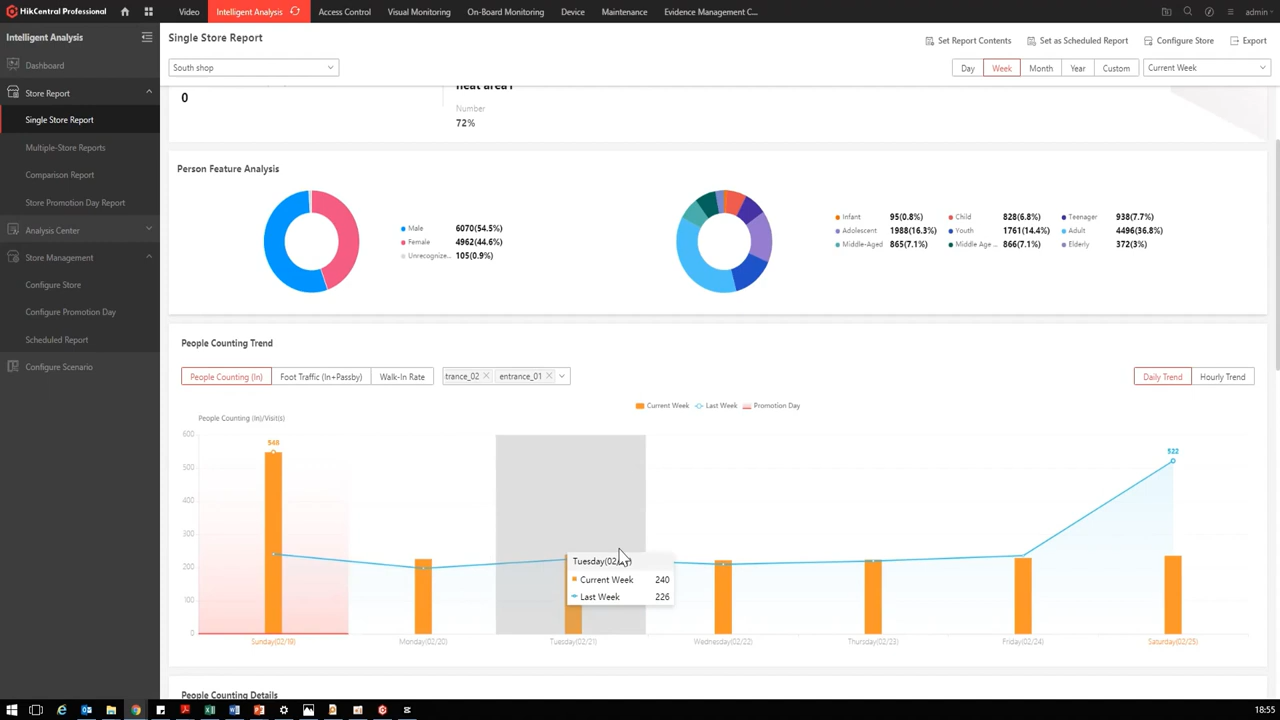 HikCentral Professional Video Intelligent Analysis Access Control Visual Monitoring On-Board Monitoring Device Maintenance Evidence Management C... admin
Intelligent Analysis
Dashboard
Store Report
Single Store Report
Multiple-Store Reports
Comparison Report
Store Promotion Day Report
Analysis Center
Store Management
Configure Store
Configure Promotion Day
Scheduled Report
Configure Scenario
Single Store Report
Set Report Contents Set as Scheduled Report Configure Store Export
South shop
Day Week Month Year Custom Current Week
0
Number
72%
Person Feature Analysis
Male 6070(54.5%)
Female 4962(44.6%)
Unrecognize... 105(0.9%)
Infant 95(0.8%) Child 828(6.8%) Teenager 938(7.7%)
Adolescent 1988(16.3%) Youth 1761(14.4%) Adult 4496(36.8%)
Middle-Aged 865(7.1%) Middle Age ... 866(7.1%) Elderly 372(3%)
People Counting Trend
People Counting (In) Foot Traffic (In+Passby) Walk-In Rate trance_02 entrance_01
Daily Trend Hourly Trend
Current Week Last Week Promotion Day
People Counting (In)/Visit(s)
600
500
400
300
200
100
0
548
522
Tuesday(02/
Current Week 240
Last Week 226
Sunday(02/19) Monday(02/20) Tuesday(02/21) Wednesday(02/22) Thursday(02/23) Friday(02/24) Saturday(02/25)
People Counting Details
18:55